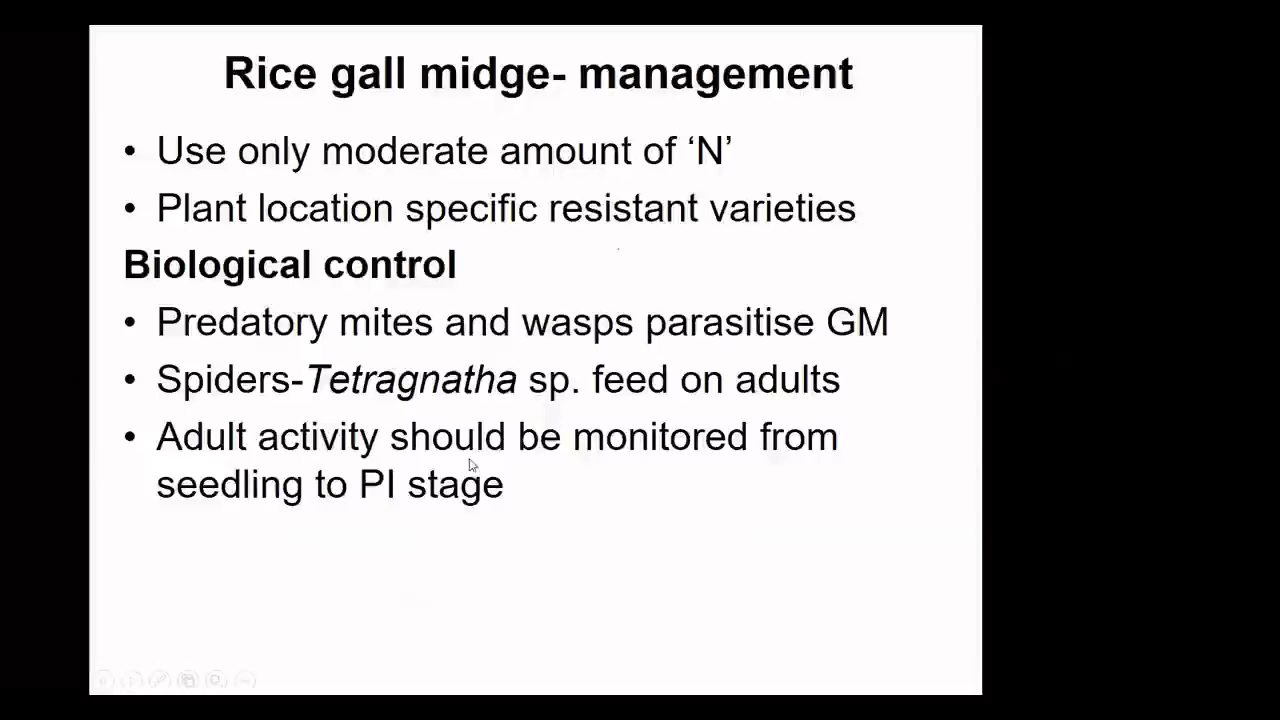 Rice gall midge- management
• Use only moderate amount of ‘N’
• Plant location specific resistant varieties
Biological control
• Predatory mites and wasps parasitise GM
• Spiders-Tetragnatha sp. feed on adults
• Adult activity should be monitored from
seedling to PI stage